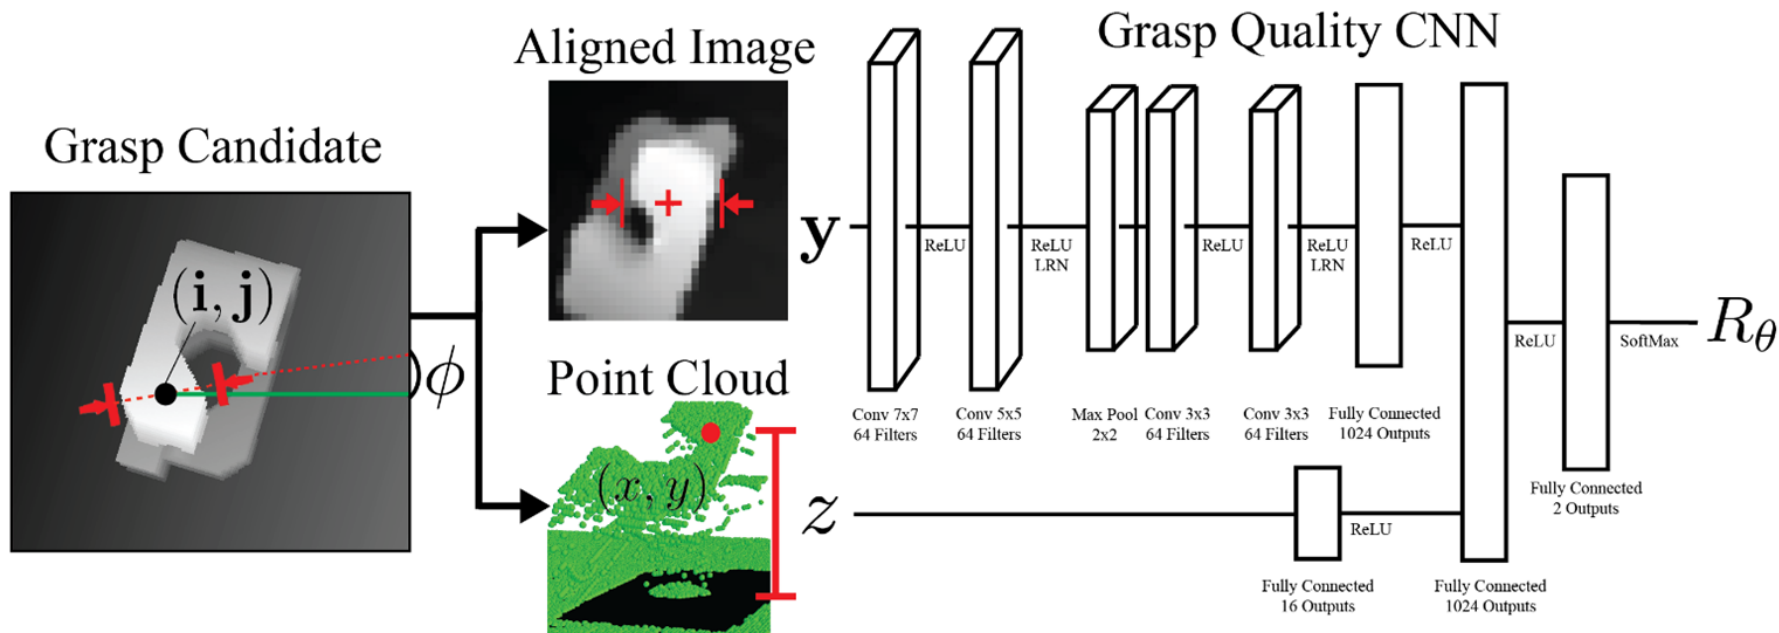 Grasp Candidate
(i, j)
ϕ
Aligned Image
Point Cloud
(x, y)
Grasp Quality CNN
y
ReLU
ReLU
LRN
ReLU
ReLU
LRN
ReLU
Conv 7x7
64 Filters
Conv 5x5
64 Filters
Max Pool
2x2
Conv 3x3
64 Filters
Conv 3x3
64 Filters
Fully Connected
1024 Outputs
z
ReLU
Fully Connected
16 Outputs
Fully Connected
1024 Outputs
ReLU
Fully Connected
2 Outputs
SoftMax
R_θ